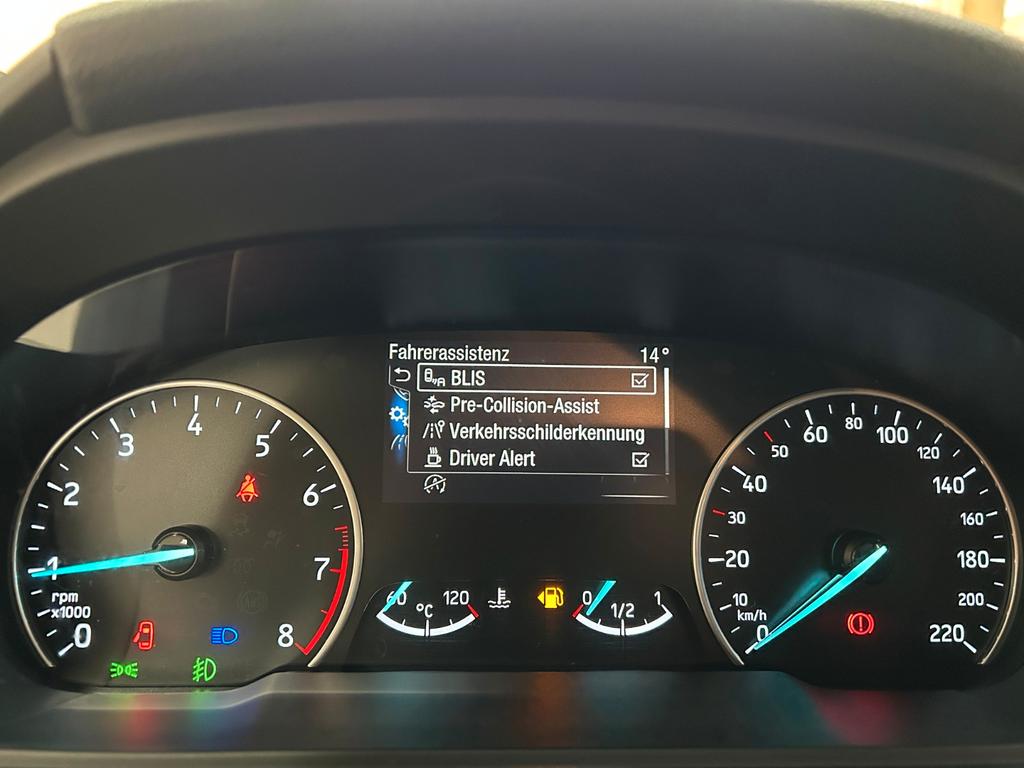 Fahrerassistenz 14°
BLIS
Pre-Collision-Assist
Verkehrsschilderkennung
Driver Alert
0 1 2 3 4 5 6 7 8
rpm
x1000
60 °C 120
0 1/2 1
0 10 20 30 40 50 60 80 100 120 140 160 180 200 220
km/h